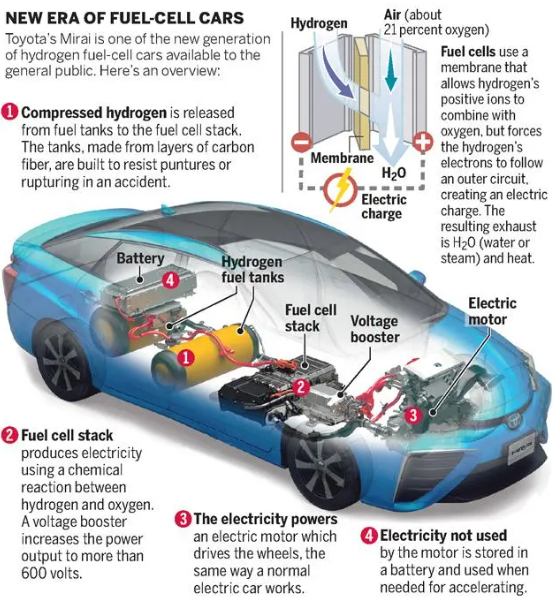 NEW ERA OF FUEL-CELL CARS
Toyota's Mirai is one of the new generation
of hydrogen fuel-cell cars available to the
general public. Here's an overview:
1 Compressed hydrogen is released
from fuel tanks to the fuel cell stack.
The tanks, made from layers of carbon
fiber, are built to resist puntures or
rupturing in an accident.
Hydrogen
Air (about
21 percent oxygen)
Membrane
H₂O
Electric
charge
Fuel cells use a
membrane that
allows hydrogen's
positive ions to
combine with
oxygen, but forces
the hydrogen's
electrons to follow
an outer circuit,
creating an electric
charge. The
resulting exhaust
is H₂O (water or
steam) and heat.
Battery
4
Hydrogen
fuel tanks
1
Fuel cell
stack
2
Voltage
booster
Electric
motor
3
2 Fuel cell stack
produces electricity
using a chemical
reaction between
hydrogen and oxygen.
A voltage booster
increases the power
output to more than
600 volts.
3 The electricity powers
an electric motor which
drives the wheels, the
same way a normal
electric car works.
4 Electricity not used
by the motor is stored in
a battery and used when
needed for accelerating.